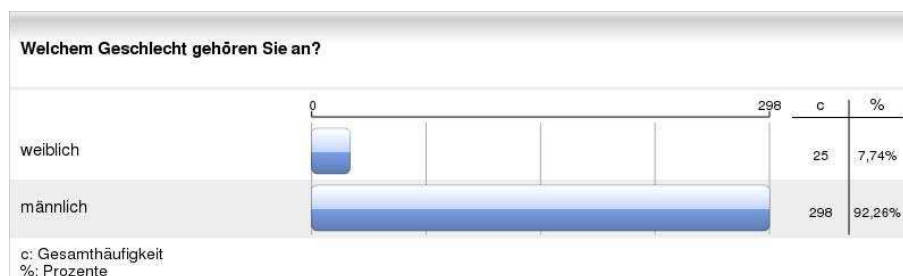 Welchem Geschlecht gehören Sie an?
0 298 c %
weiblich 25 7,74%
männlich 298 92,26%
c: Gesamthäufigkeit
%: Prozente